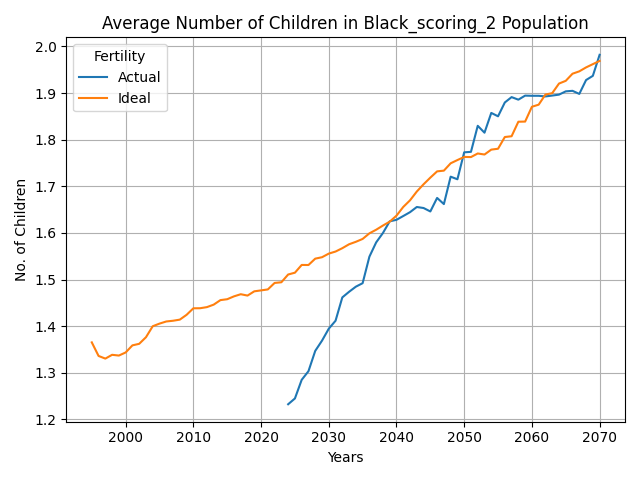 Average Number of Children in Black_scoring_2 Population
Fertility
Actual
Ideal
No. of Children
2.0
1.9
1.8
1.7
1.6
1.5
1.4
1.3
1.2
2000 2010 2020 2030 2040 2050 2060 2070
Years